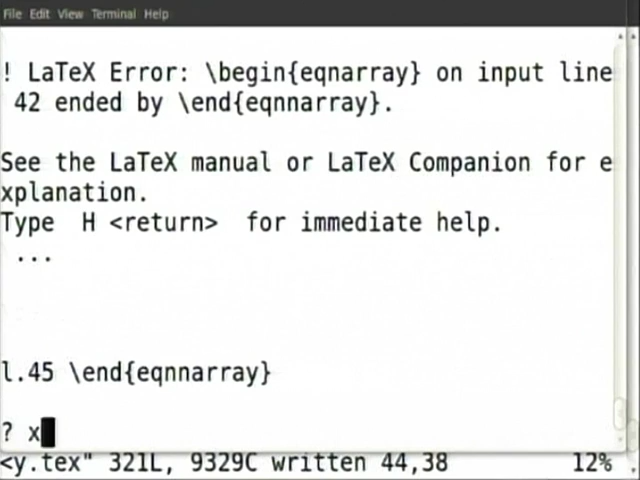 File Edit View Terminal Help
! LaTeX Error: \begin{eqnarray} on input line
 42 ended by \end{eqnnarray}.
See the LaTeX manual or LaTeX Companion for e
xplanation.
Type  H <return>  for immediate help.
 ...
l.45 \end{eqnnarray}
? x
<y.tex" 321L, 9329C written 44,38 12%